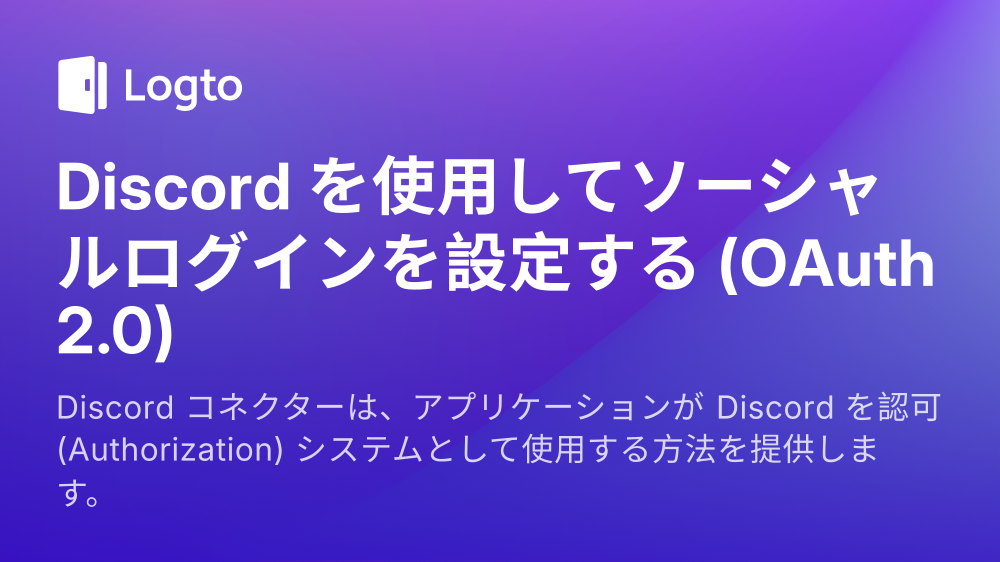 Logto
Discord を使用してソーシャ
ルログインを設定する (OAuth
2.0)
Discord コネクターは、アプリケーションが Discord を認可
(Authorization) システムとして使用する方法を提供しま
す。